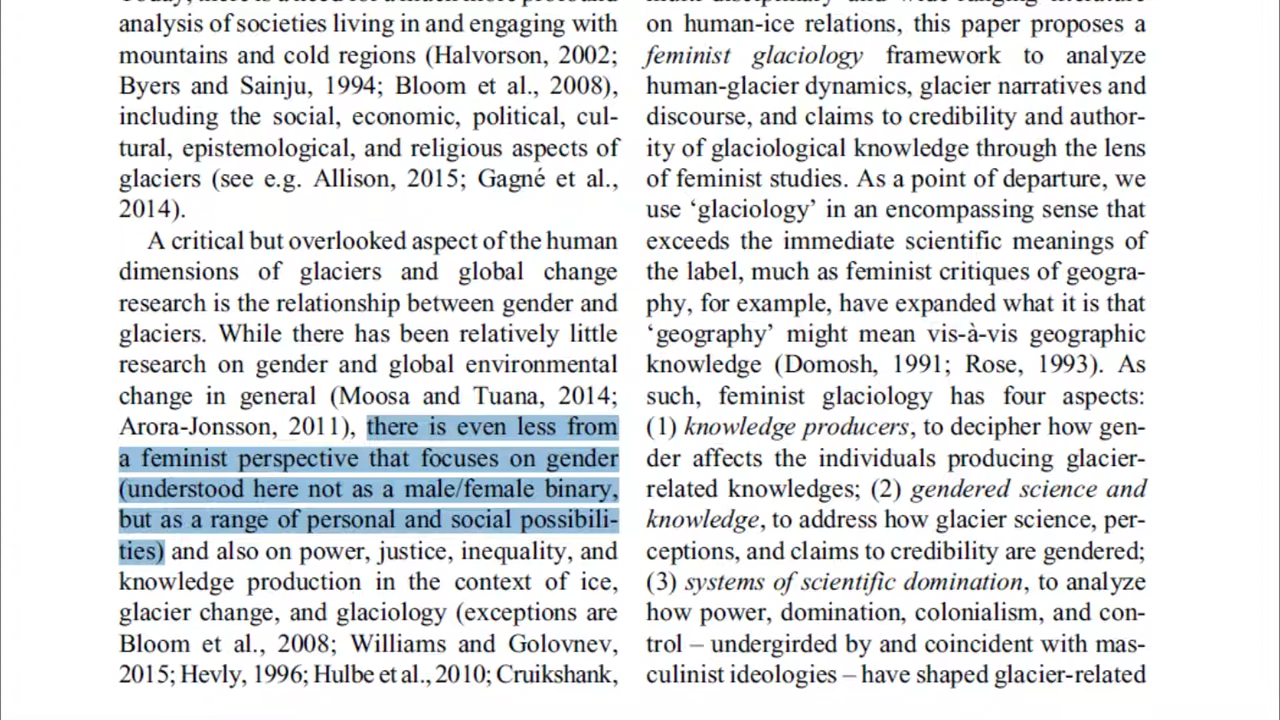 analysis of societies living in and engaging with
mountains and cold regions (Halvorson, 2002;
Byers and Sainju, 1994; Bloom et al., 2008),
including the social, economic, political, cul-
tural, epistemological, and religious aspects of
glaciers (see e.g. Allison, 2015; Gagné et al.,
2014).
A critical but overlooked aspect of the human
dimensions of glaciers and global change
research is the relationship between gender and
glaciers. While there has been relatively little
research on gender and global environmental
change in general (Moosa and Tuana, 2014;
Arora-Jonsson, 2011), there is even less from
a feminist perspective that focuses on gender
(understood here not as a male/female binary,
but as a range of personal and social possibili-
ties) and also on power, justice, inequality, and
knowledge production in the context of ice,
glacier change, and glaciology (exceptions are
Bloom et al., 2008; Williams and Golovnev,
2015; Hevly, 1996; Hulbe et al., 2010; Cruikshank,
on human-ice relations, this paper proposes a
feminist glaciology framework to analyze
human-glacier dynamics, glacier narratives and
discourse, and claims to credibility and author-
ity of glaciological knowledge through the lens
of feminist studies. As a point of departure, we
use ‘glaciology’ in an encompassing sense that
exceeds the immediate scientific meanings of
the label, much as feminist critiques of geogra-
phy, for example, have expanded what it is that
‘geography’ might mean vis-à-vis geographic
knowledge (Domosh, 1991; Rose, 1993). As
such, feminist glaciology has four aspects:
(1) knowledge producers, to decipher how gen-
der affects the individuals producing glacier-
related knowledges; (2) gendered science and
knowledge, to address how glacier science, per-
ceptions, and claims to credibility are gendered;
(3) systems of scientific domination, to analyze
how power, domination, colonialism, and con-
trol – undergirded by and coincident with mas-
culinist ideologies – have shaped glacier-related